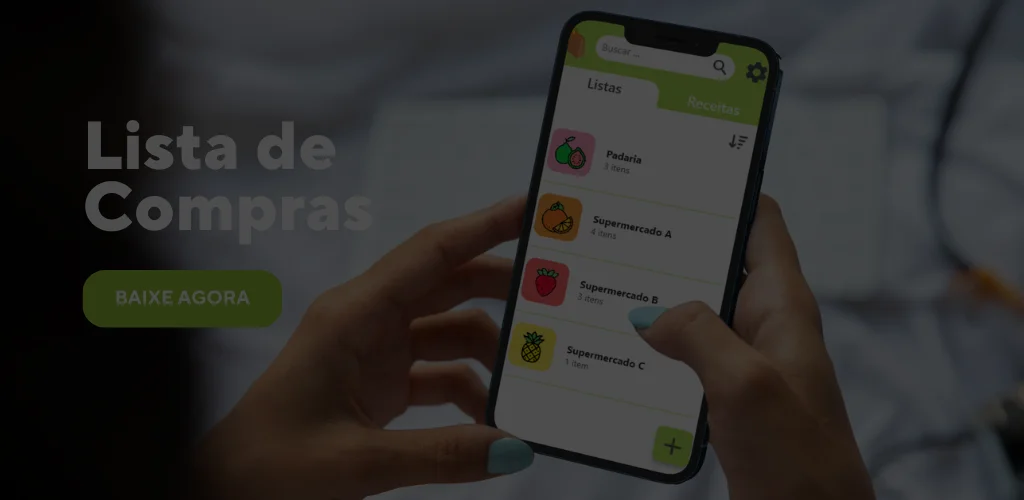 Lista de
Compras
BAIXE AGORA
Buscar ...
Listas
Receitas
Padaria
3 itens
Supermercado A
4 itens
Supermercado B
3 itens
Supermercado C
1 item